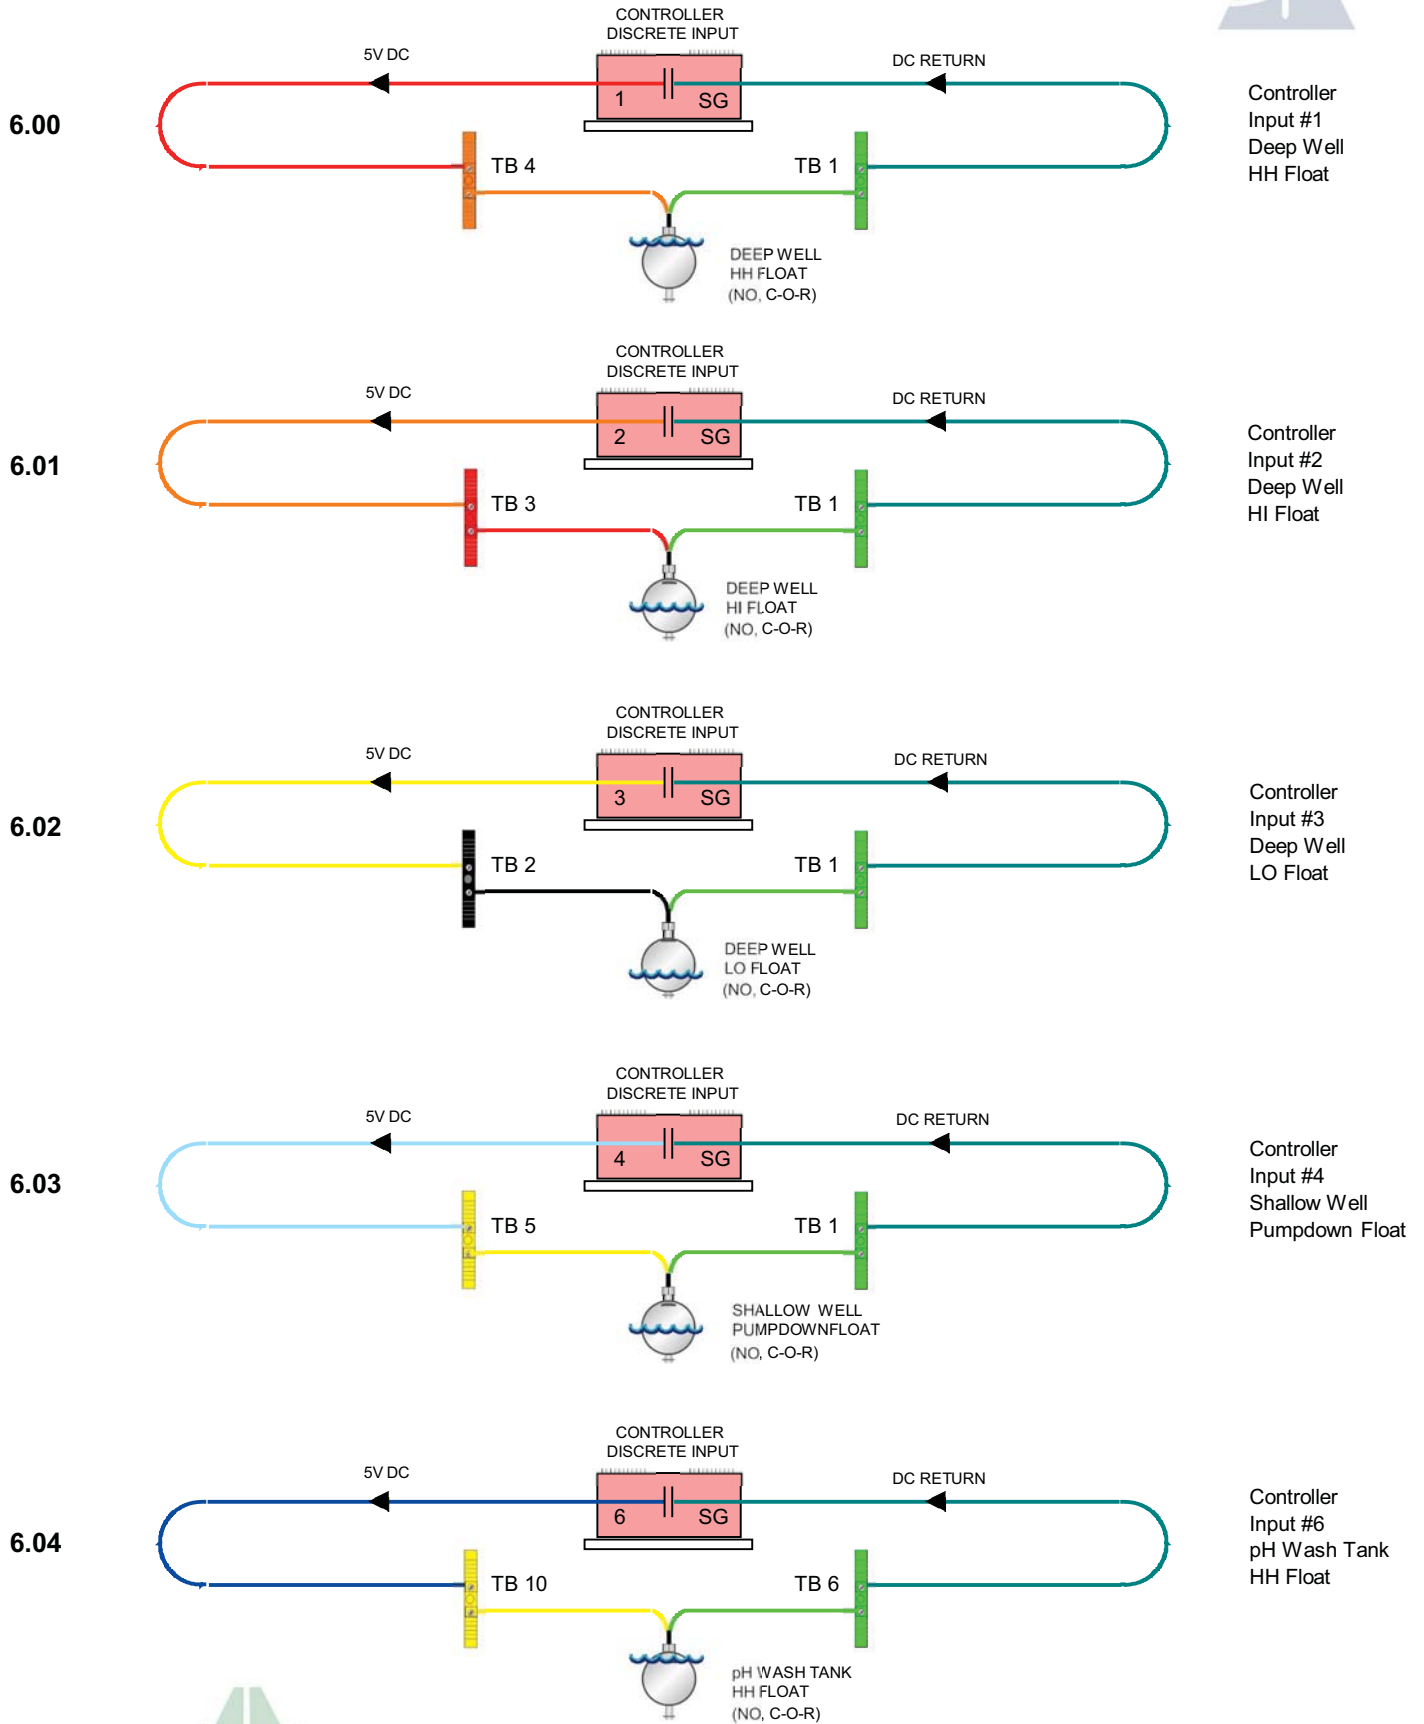 CONTROLLER
DISCRETE INPUT
5V DC
DC RETURN
1
SG
6.00
TB 4
TB 1
DEEP WELL
HH FLOAT
(NO, C-O-R)
Controller
Input #1
Deep Well
HH Float
CONTROLLER
DISCRETE INPUT
5V DC
DC RETURN
2
SG
6.01
TB 3
TB 1
DEEP WELL
HI FLOAT
(NO, C-O-R)
Controller
Input #2
Deep Well
HI Float
CONTROLLER
DISCRETE INPUT
5V DC
DC RETURN
3
SG
6.02
TB 2
TB 1
DEEP WELL
LO FLOAT
(NO, C-O-R)
Controller
Input #3
Deep Well
LO Float
CONTROLLER
DISCRETE INPUT
5V DC
DC RETURN
4
SG
6.03
TB 5
TB 1
SHALLOW WELL
PUMPDOWNFLOAT
(NO, C-O-R)
Controller
Input #4
Shallow Well
Pumpdown Float
CONTROLLER
DISCRETE INPUT
5V DC
DC RETURN
6
SG
6.04
TB 10
TB 6
pH WASH TANK
HH FLOAT
(NO, C-O-R)
Controller
Input #6
pH Wash Tank
HH Float